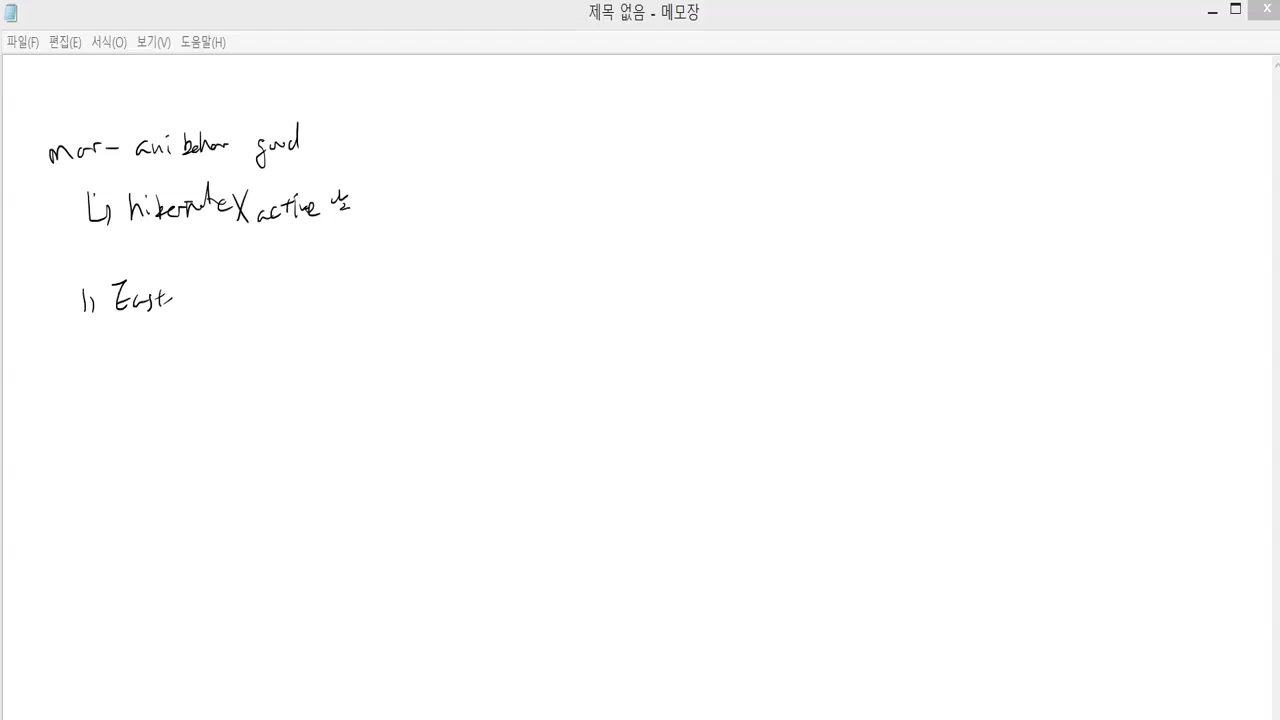 제목 없음 - 메모장
파일(F) 편집(E) 서식(O) 보기(V) 도움말(H)
mar- ani behav good
↳ hibernate X active
1) East